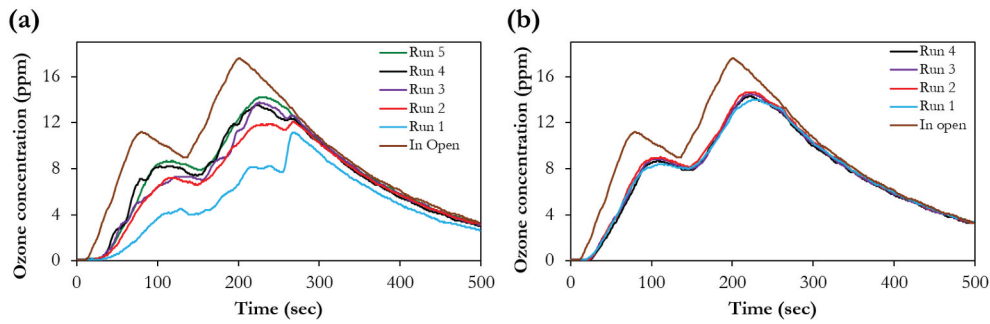 (a)
Ozone concentration (ppm)
16
12
8
4
0
0 100 200 300 400 500
Time (sec)
Run 5
Run 4
Run 3
Run 2
Run 1
In Open
(b)
Ozone concentration (ppm)
16
12
8
4
0
0 100 200 300 400 500
Time (sec)
Run 4
Run 3
Run 2
Run 1
In open